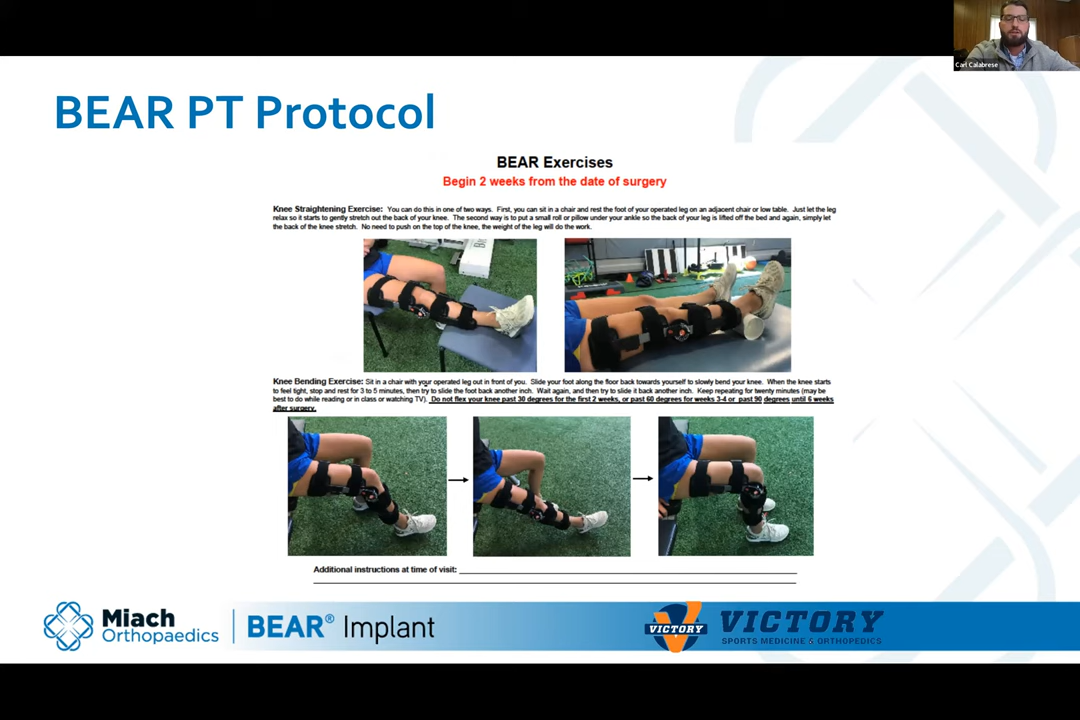 Carl Calabrese
BEAR PT Protocol
BEAR Exercises
Begin 2 weeks from the date of surgery
Knee Straightening Exercise: You can do this in one of two ways. First, you can sit in a chair and rest the foot of your operated leg on an adjacent chair or low table. Just let the leg
relax so it starts to gently stretch out the back of your knee. The second way is to put a small roll or pillow under your ankle so the back of your leg is lifted off the bed and again, simply let
the back of the knee stretch. No need to push on the top of the knee, the weight of the leg will do the work.
Knee Bending Exercise: Sit in a chair with your operated leg out in front of you. Slide your foot along the floor back towards yourself to slowly bend your knee. When the knee starts
to feel tight, stop and rest for 3 to 5 minutes, then try to slide the foot back another inch. Wait again, and then try to slide it back another inch. Keep repeating for twenty minutes (may be
best to do while reading or in class or watching TV). Do not flex your knee past 30 degrees for the first 2 weeks, or past 60 degrees for weeks 3-4 or past 90 degrees until 6 weeks
after surgery.
Additional instructions at time of visit:
Miach
Orthopaedics
BEAR® Implant
VICTORY
VICTORY
SPORTS MEDICINE & ORTHOPEDICS